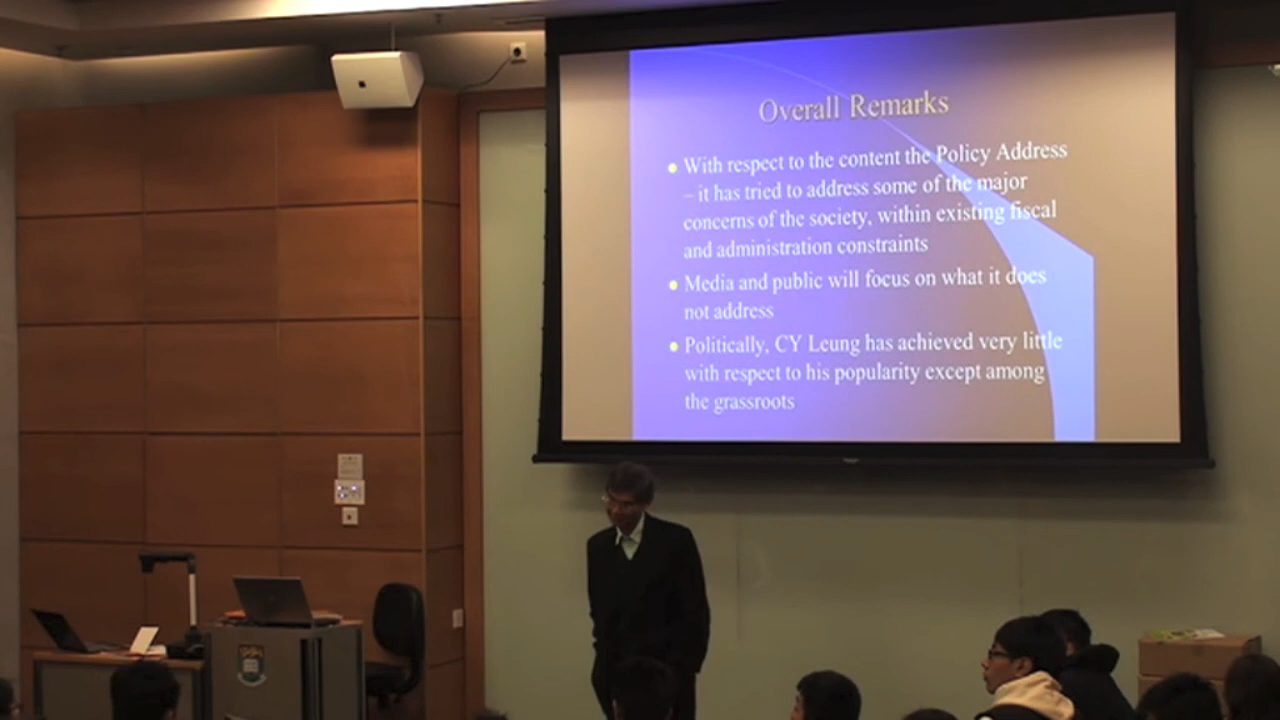 Overall Remarks
With respect to the content the Policy Address
– it has tried to address some of the major
concerns of the society, within existing fiscal
and administration constraints
Media and public will focus on what it does
not address
Politically, CY Leung has achieved very little
with respect to his popularity except among
the grassroots